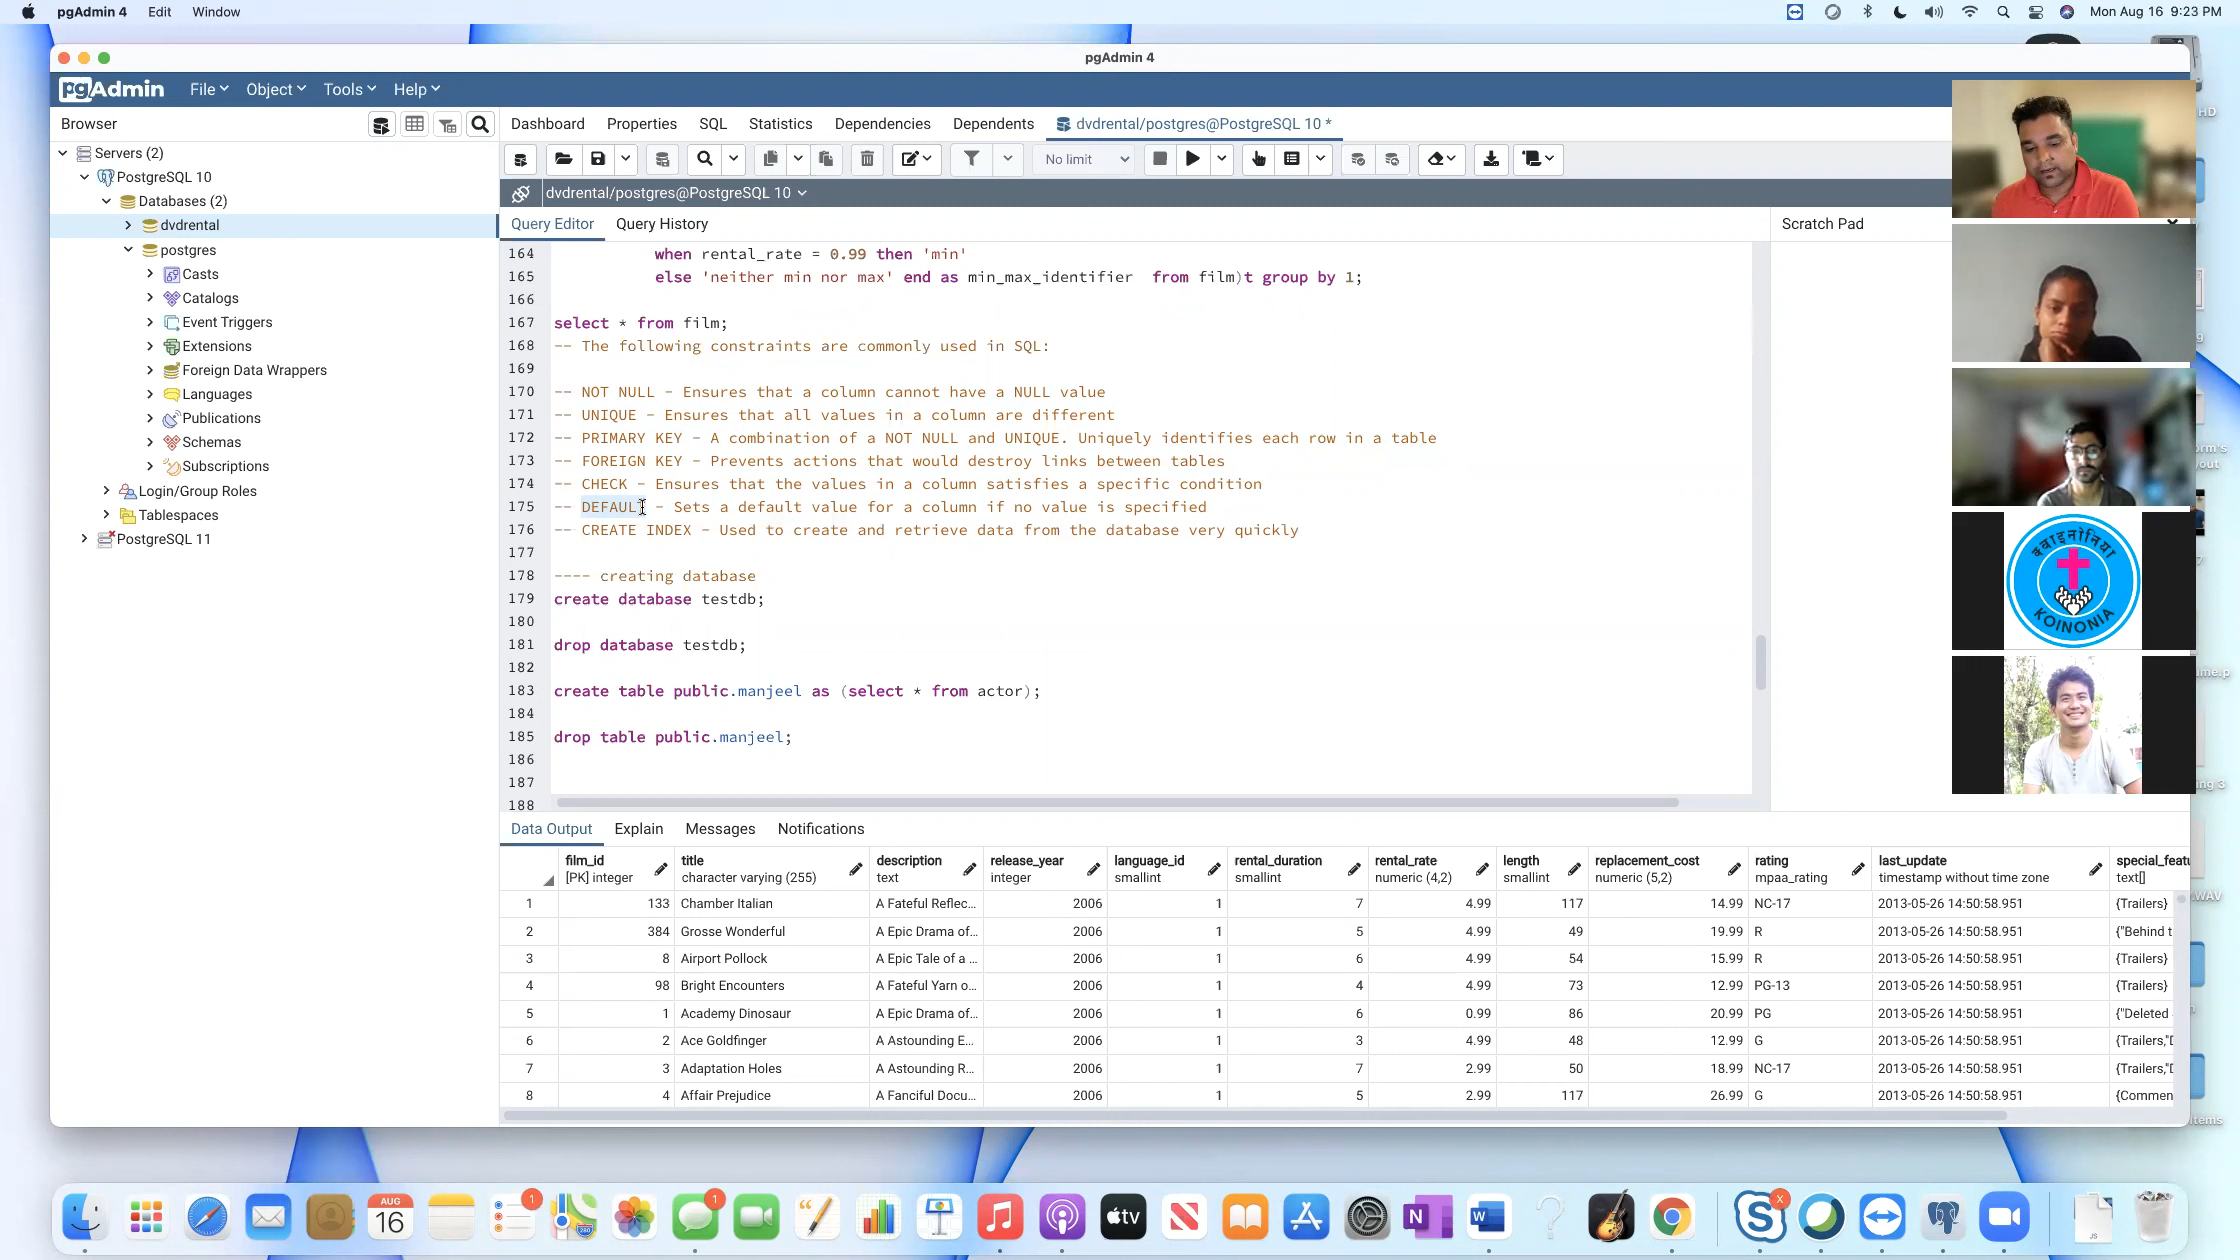 pgAdmin 4 Edit Window Mon Aug 16 9:23 PM
pgAdmin 4
pgAdmin File Object Tools Help
Browser
Dashboard Properties SQL Statistics Dependencies Dependents dvdrental/postgres@PostgreSQL 10 *
No limit
dvdrental/postgres@PostgreSQL 10
Query Editor Query History
Scratch Pad
Servers (2)
PostgreSQL 10
Databases (2)
dvdrental
postgres
Casts
Catalogs
Event Triggers
Extensions
Foreign Data Wrappers
Languages
Publications
Schemas
Subscriptions
Login/Group Roles
Tablespaces
PostgreSQL 11
164 when rental_rate = 0.99 then 'min'
165 else 'neither min nor max' end as min_max_identifier from film)t group by 1;
166
167 select * from film;
168 -- The following constraints are commonly used in SQL:
169
170 -- NOT NULL - Ensures that a column cannot have a NULL value
171 -- UNIQUE - Ensures that all values in a column are different
172 -- PRIMARY KEY - A combination of a NOT NULL and UNIQUE. Uniquely identifies each row in a table
173 -- FOREIGN KEY - Prevents actions that would destroy links between tables
174 -- CHECK - Ensures that the values in a column satisfies a specific condition
175 -- DEFAULT - Sets a default value for a column if no value is specified
176 -- CREATE INDEX - Used to create and retrieve data from the database very quickly
177
178 ---- creating database
179 create database testdb;
180
181 drop database testdb;
182
183 create table public.manjeel as (select * from actor);
184
185 drop table public.manjeel;
186
187
188
क्वाइनोनिया
KOINONIA
Data Output Explain Messages Notifications
film_id title description release_year language_id rental_duration rental_rate length replacement_cost rating last_update special_featu
[PK] integer character varying (255) text integer smallint smallint numeric (4,2) smallint numeric (5,2) mpaa_rating timestamp without time zone text[]
1 133 Chamber Italian A Fateful Reflec... 2006 1 7 4.99 117 14.99 NC-17 2013-05-26 14:50:58.951 {Trailers}
2 384 Grosse Wonderful A Epic Drama of... 2006 1 5 4.99 49 19.99 R 2013-05-26 14:50:58.951 {"Behind t
3 8 Airport Pollock A Epic Tale of a ... 2006 1 6 4.99 54 15.99 R 2013-05-26 14:50:58.951 {Trailers}
4 98 Bright Encounters A Fateful Yarn o... 2006 1 4 4.99 73 12.99 PG-13 2013-05-26 14:50:58.951 {Trailers}
5 1 Academy Dinosaur A Epic Drama of... 2006 1 6 0.99 86 20.99 PG 2013-05-26 14:50:58.951 {"Deleted
6 2 Ace Goldfinger A Astounding E... 2006 1 3 4.99 48 12.99 G 2013-05-26 14:50:58.951 {Trailers,"D
7 3 Adaptation Holes A Astounding R... 2006 1 7 2.99 50 18.99 NC-17 2013-05-26 14:50:58.951 {Trailers,"D
8 4 Affair Prejudice A Fanciful Docu... 2006 1 5 2.99 117 26.99 G 2013-05-26 14:50:58.951 {Commen
AUG
16
1
1
tv
N
W
S
x
JS